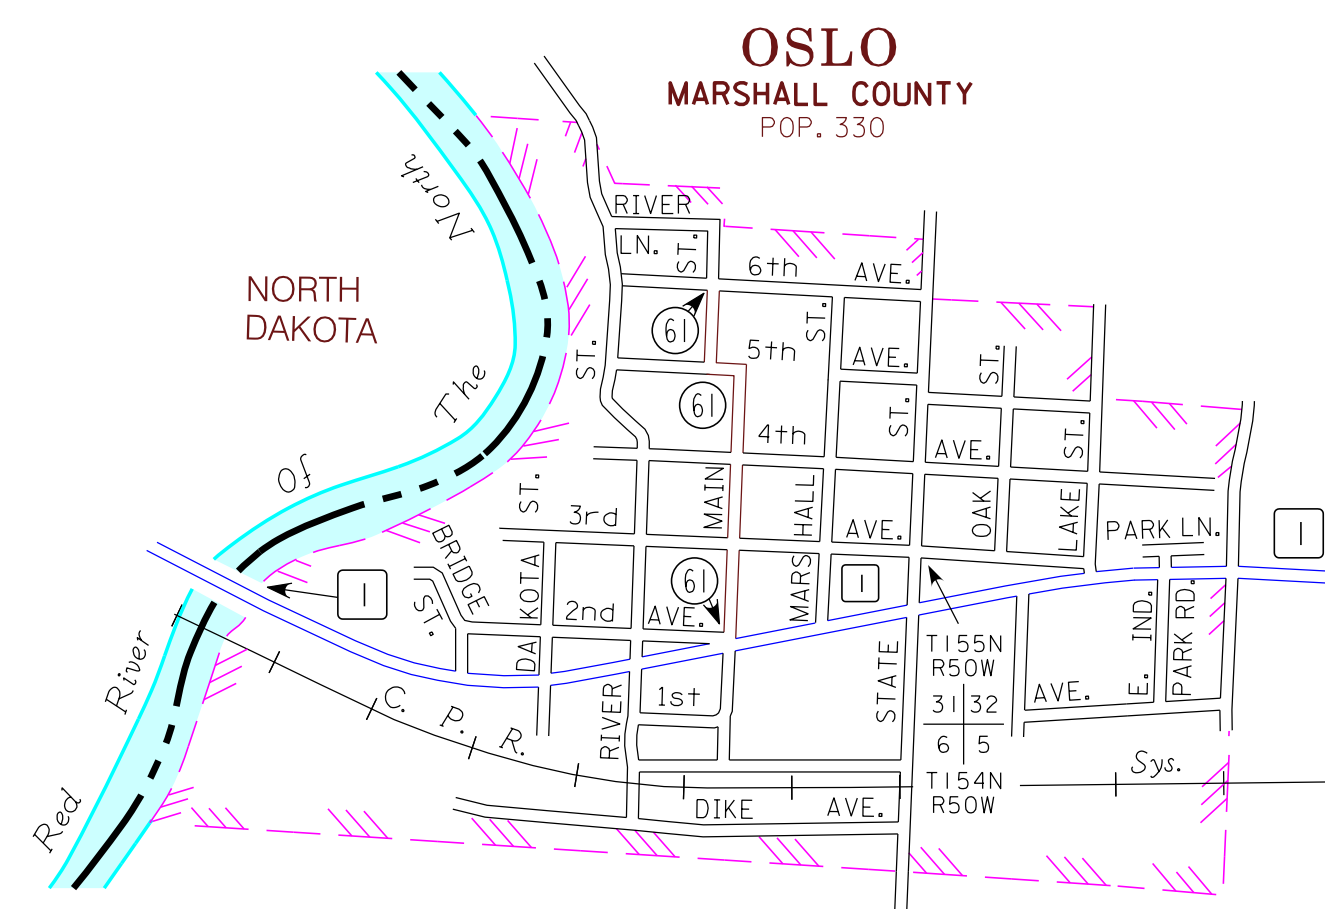 OSLO
MARSHALL COUNTY
POP. 330
North
NORTH
DAKOTA
The
Of
River
Red
RIVER
LN.
ST.
6th AVE.
61
ST.
5th AVE.
ST.
ST.
61
4th AVE.
ST.
ST.
MAIN
HALL
MARS
OAK
LAKE
PARK LN.
1
3rd AVE.
ST.
KOTA
DA
BRIDGE
ST.
1
2nd AVE.
61
1
STATE
T155N
R50W
31 32
6 5
T154N
R50W
E. IND.
PARK RD.
AVE.
1st
RIVER
C. P. R. Sys.
DIKE AVE.